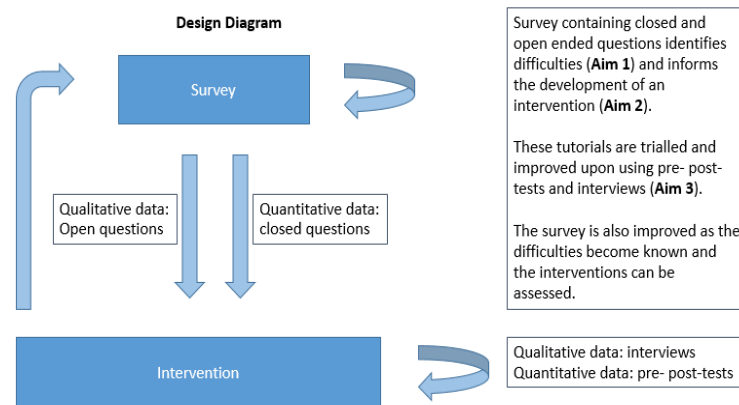 Design Diagram
Survey
Qualitative data:
Open questions
Quantitative data:
closed questions
Intervention
Survey containing closed and
open ended questions identifies
difficulties (Aim 1) and informs
the development of an
intervention (Aim 2).
These tutorials are trialled and
improved upon using pre- post-
tests and interviews (Aim 3).
The survey is also improved as the
difficulties become known and
the interventions can be
assessed.
Qualitative data: interviews
Quantitative data: pre- post-tests